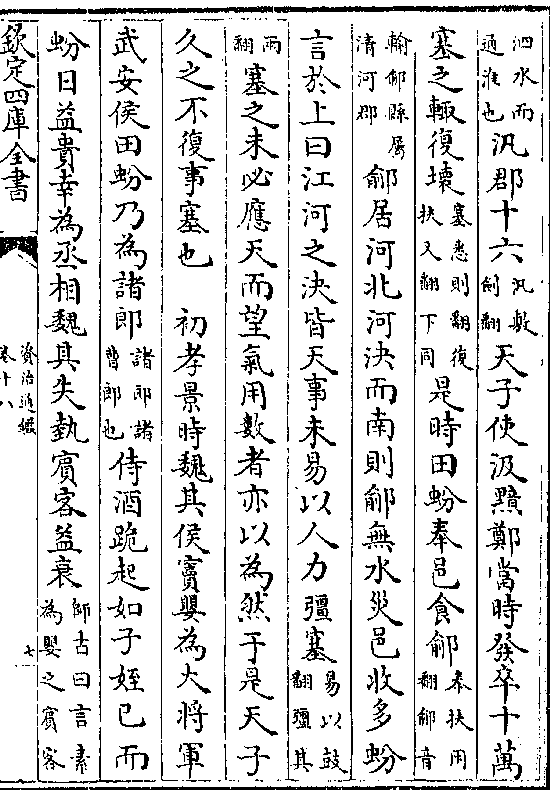 泗水而通淮也汎郡十六汎敷劒翻天子使汲黯鄭當時發卒十萬
塞之輒復壞塞悉則翻復扶又翻下同是時田蚡奉邑食鄃奉扶用翻鄃音
輸鄃縣屬清河郡鄃居河北河決而南則鄃無水災邑收多蚡
言於上曰江河之決皆天事未易以人力彊塞易以豉翻彊其
兩翻塞之未必應天而望氣用數者亦以為然于是天子
久之不復事塞也 初孝景時魏其侯竇嬰為大將軍
武安侯田蚡乃為諸郎諸郎諸曹郎也侍酒跪起如子姪已而
蚡日益貴幸為丞相魏其失埶賓客益衰師古曰言素為嬰之賓客
欽定四庫全書
資治通鑑
卷十八
七